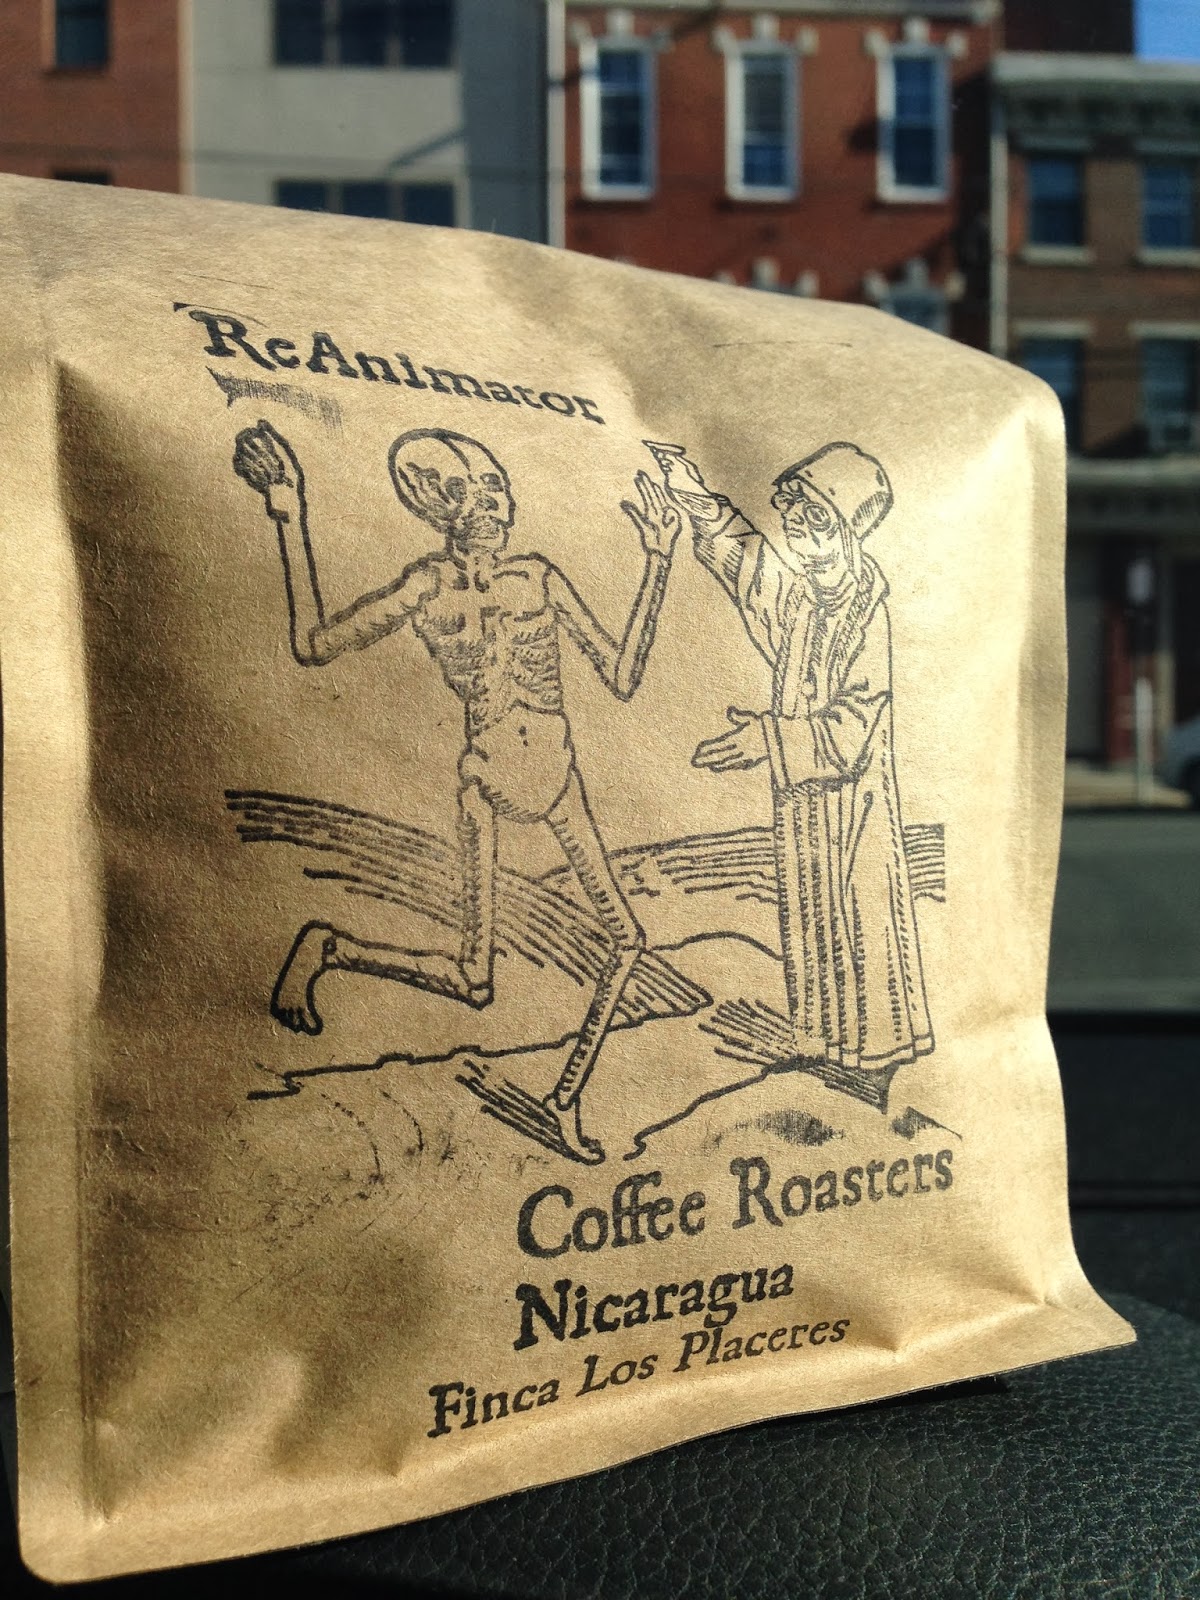 ReAnimator
Coffee Roasters
Nicaragua
Finca Los Placeres